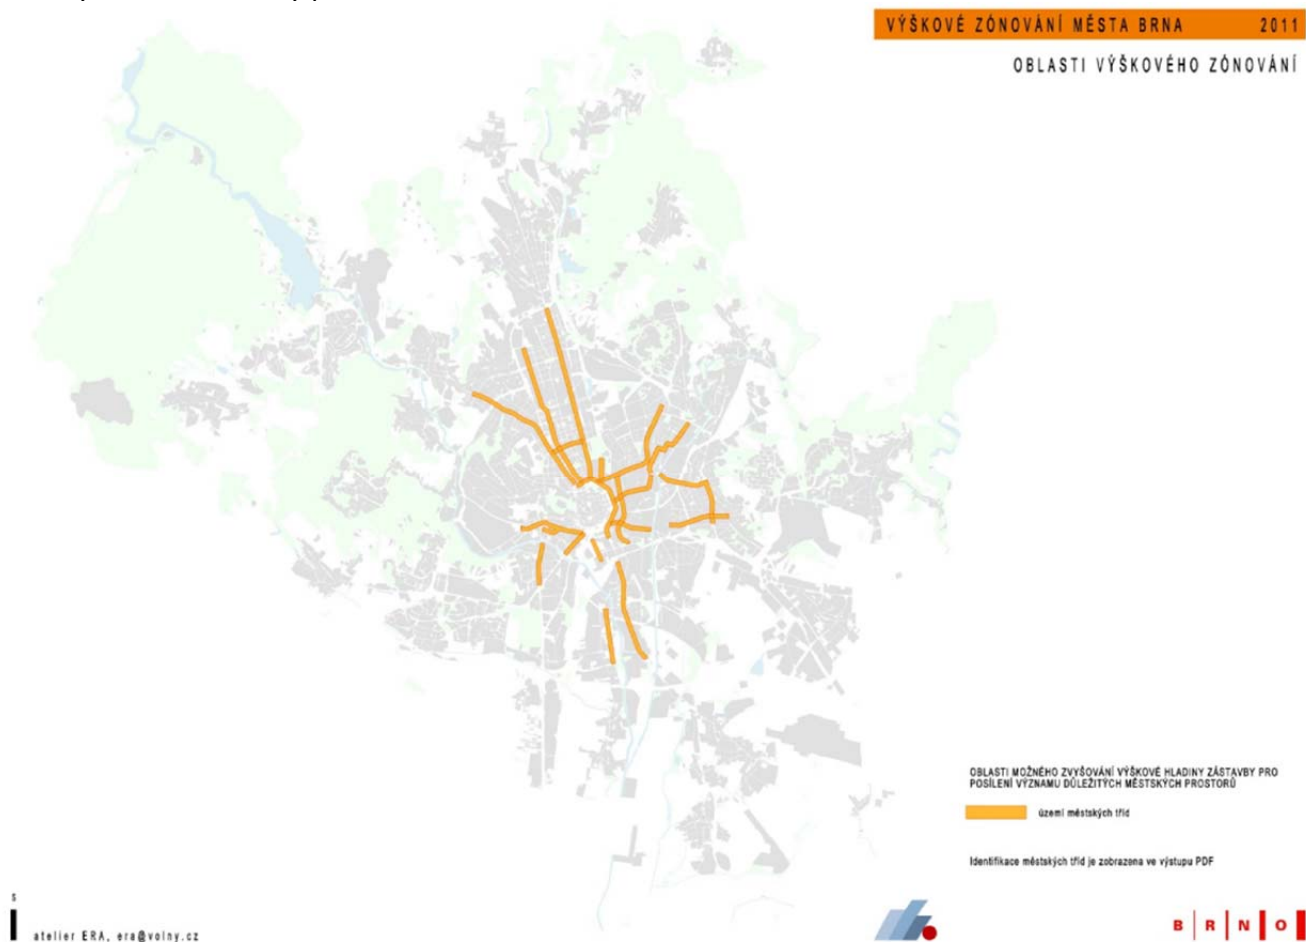 VÝŠKOVÉ ZÓNOVÁNÍ MĚSTA BRNA 2011
OBLASTI VÝŠKOVÉHO ZÓNOVÁNÍ
OBLASTI MOŽNÉHO ZVYŠOVÁNÍ VÝŠKOVÉ HLADINY ZÁSTAVBY PRO
POSÍLENÍ VÝZNAMU DŮLEŽITÝCH MĚSTSKÝCH PROSTORŮ
území městských tříd
Identifikace městských tříd je zobrazena ve výstupu PDF
S
atelier ERA, era@volny.cz
B R N O